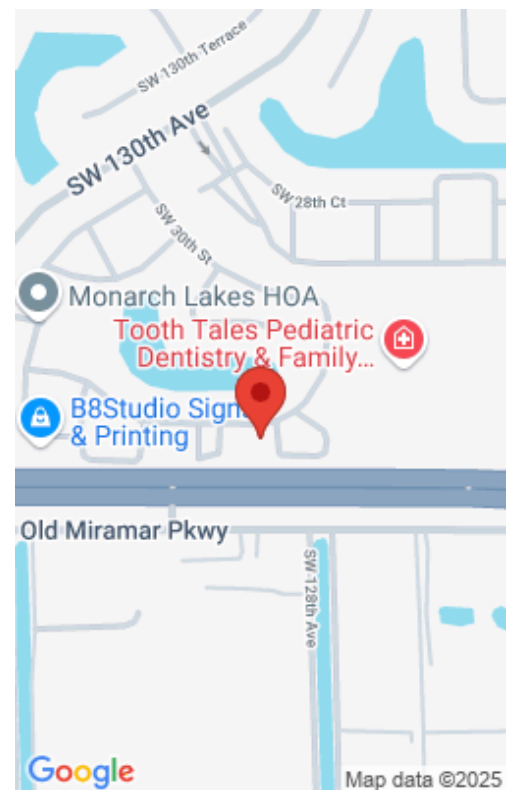 SW 130th Terrace
SW 130th Ave
SW 28th Ct
SW 30th St
Monarch Lakes HOA
Tooth Tales Pediatric
Dentistry & Family...
B8Studio Sign
& Printing
Old Miramar Pkwy
SW 128th Ave
Google
Map data ©2025